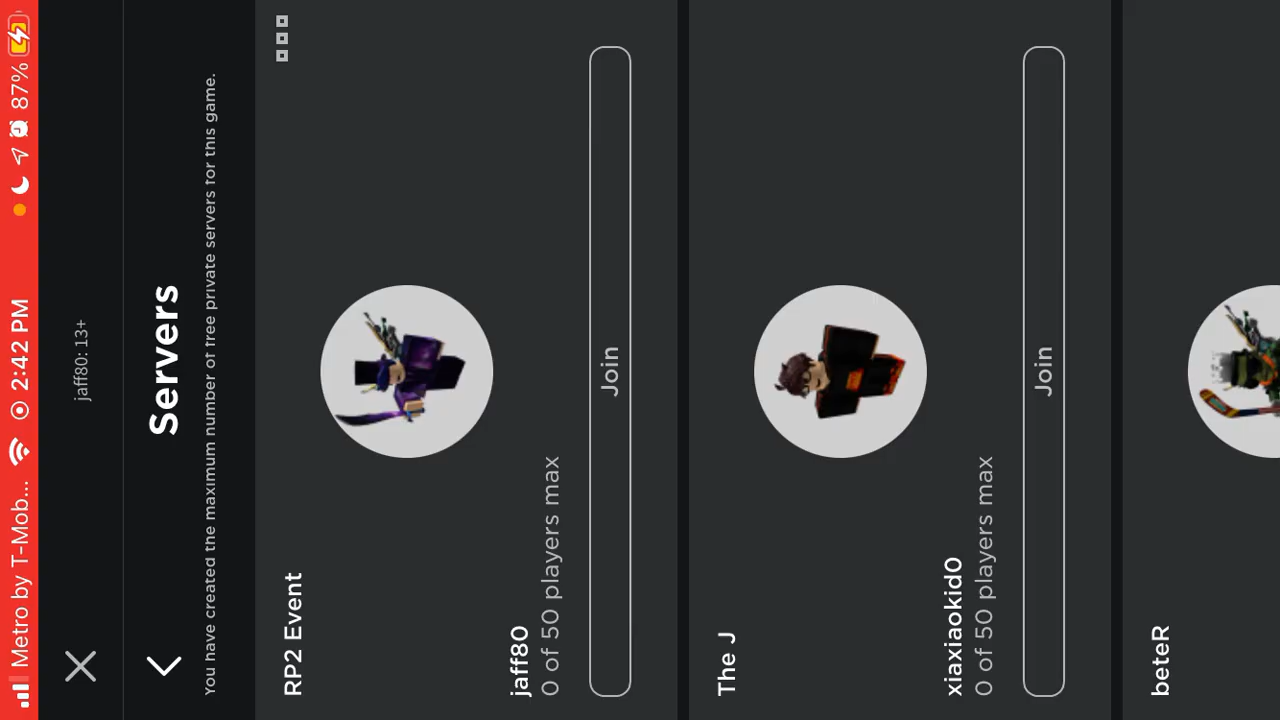 Metro by T-Mob... 2:42 PM 87%
jaff80: 13+
Servers
You have created the maximum number of free private servers for this game.
RP2 Event
jaff80
0 of 50 players max
Join
The J
xiaxiaokid0
0 of 50 players max
Join
beteR